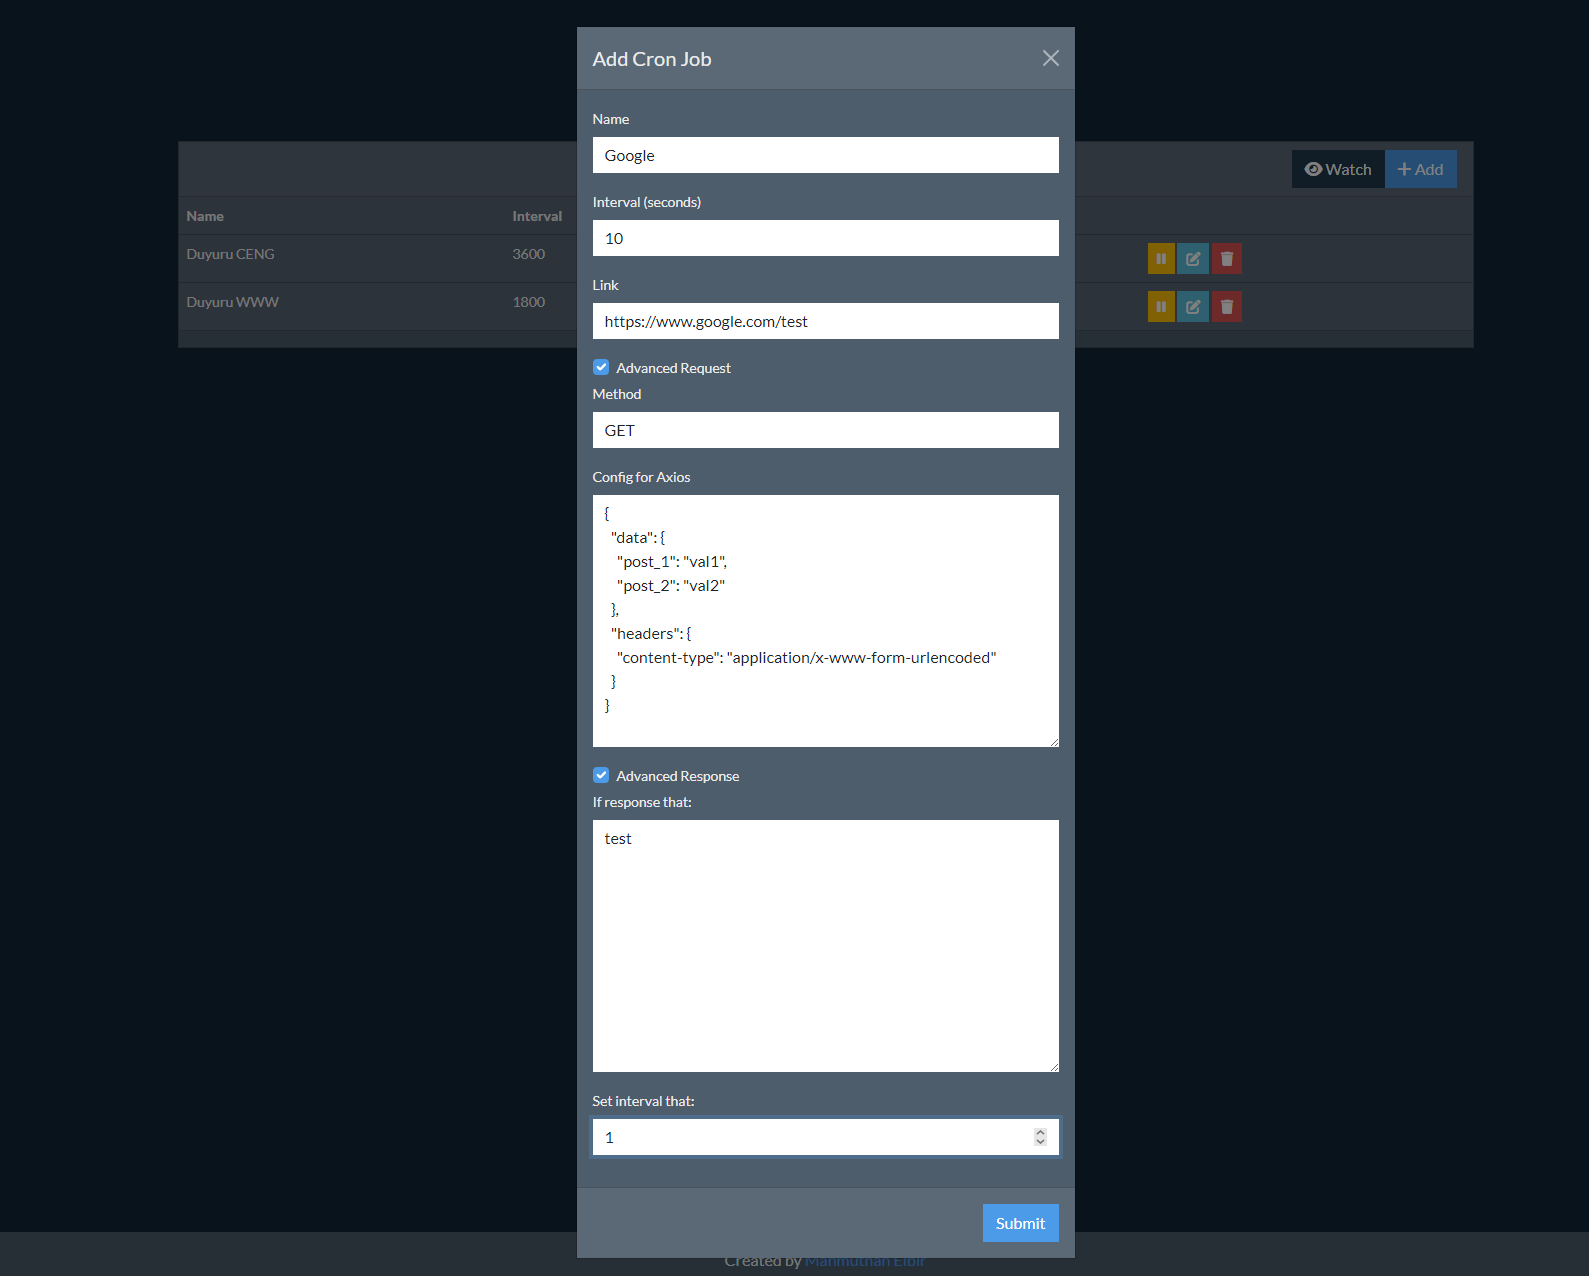 Add Cron Job
Name
Google
Interval (seconds)
10
Link
https://www.google.com/test
Advanced Request
Method
GET
Config for Axios
{
"data": {
"post_1": "val1",
"post_2": "val2"
},
"headers": {
"content-type": "application/x-www-form-urlencoded"
}
}
Advanced Response
If response that:
test
Set interval that:
1
Submit
Watch
Add
Name Interval
Duyuru CENG 3600
Duyuru WWW 1800
Created by